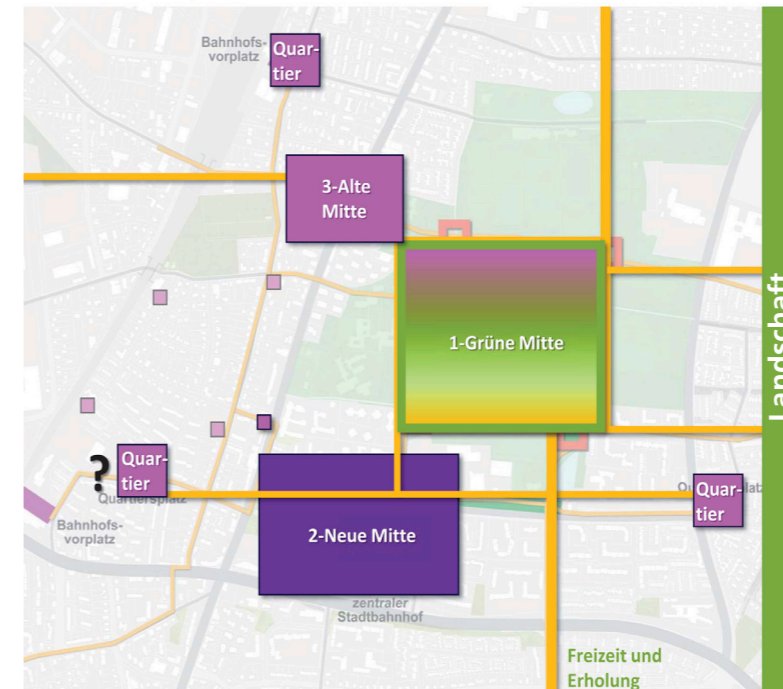 Bahnhofs-
vorplatz
Quar-
tier
3-Alte
Mitte
1-Grüne Mitte
Landschaft
?
Quar-
tier
Quartiersplatz
Bahnhofs-
vorplatz
2-Neue Mitte
Quar-
tier
zentraler
Stadtbahnhof
Freizeit und
Erholung